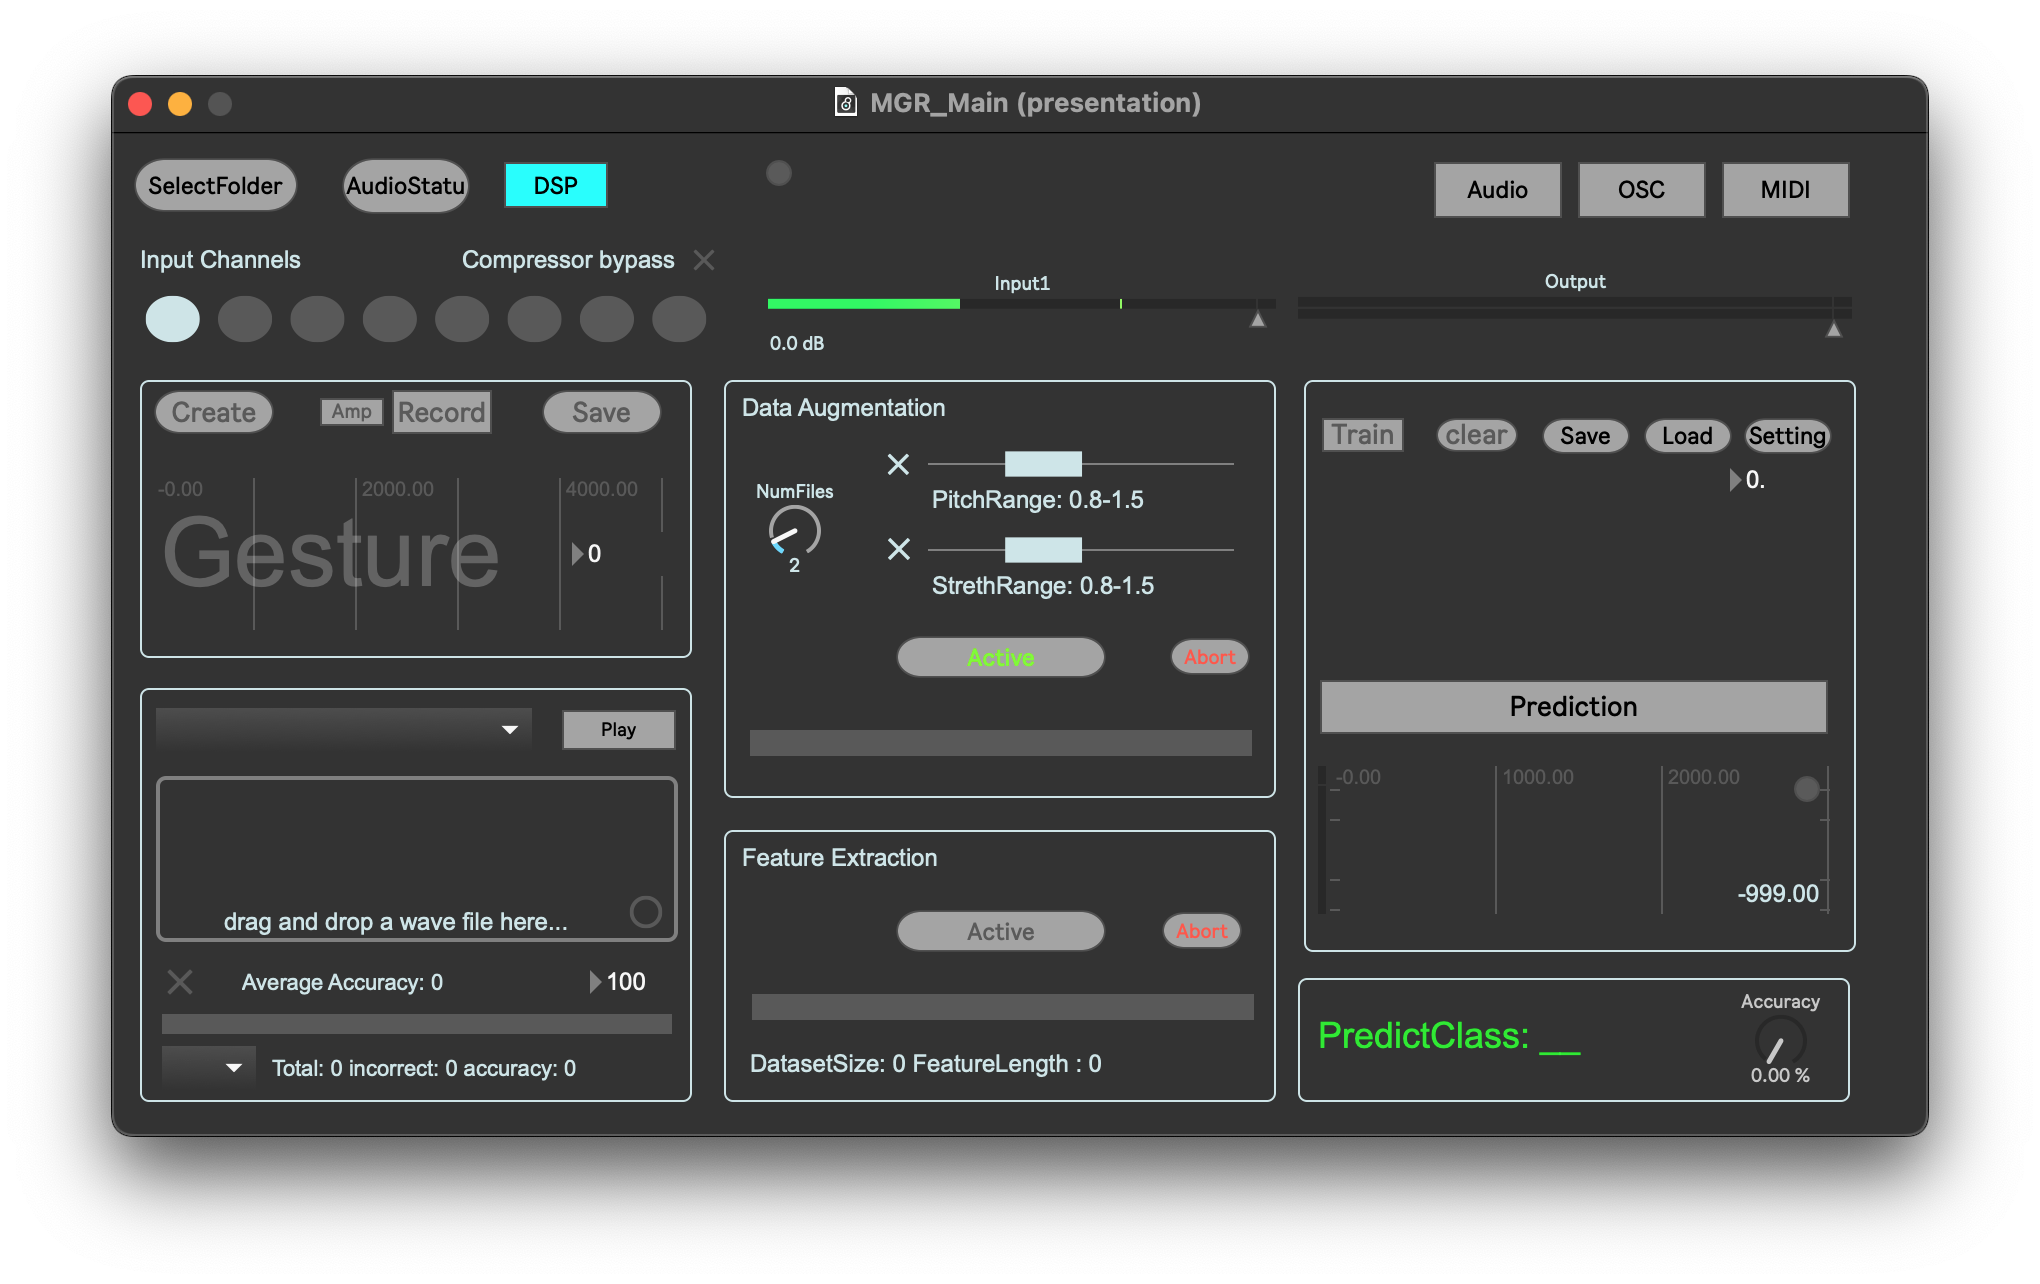 MGR_Main (presentation)
SelectFolder
AudioStatu
DSP
Audio
OSC
MIDI
Input Channels
Compressor bypass
Input1
0.0 dB
Output
Create
Amp
Record
Save
-0.00
2000.00
4000.00
Gesture
0
Play
drag and drop a wave file here...
Average Accuracy: 0
100
Total: 0 incorrect: 0 accuracy: 0
Data Augmentation
NumFiles
2
PitchRange: 0.8-1.5
StrethRange: 0.8-1.5
Active
Abort
Feature Extraction
Active
Abort
DatasetSize: 0 FeatureLength : 0
Train
clear
Save
Load
Setting
0.
Prediction
-0.00
1000.00
2000.00
-999.00
PredictClass: __
Accuracy
0.00 %